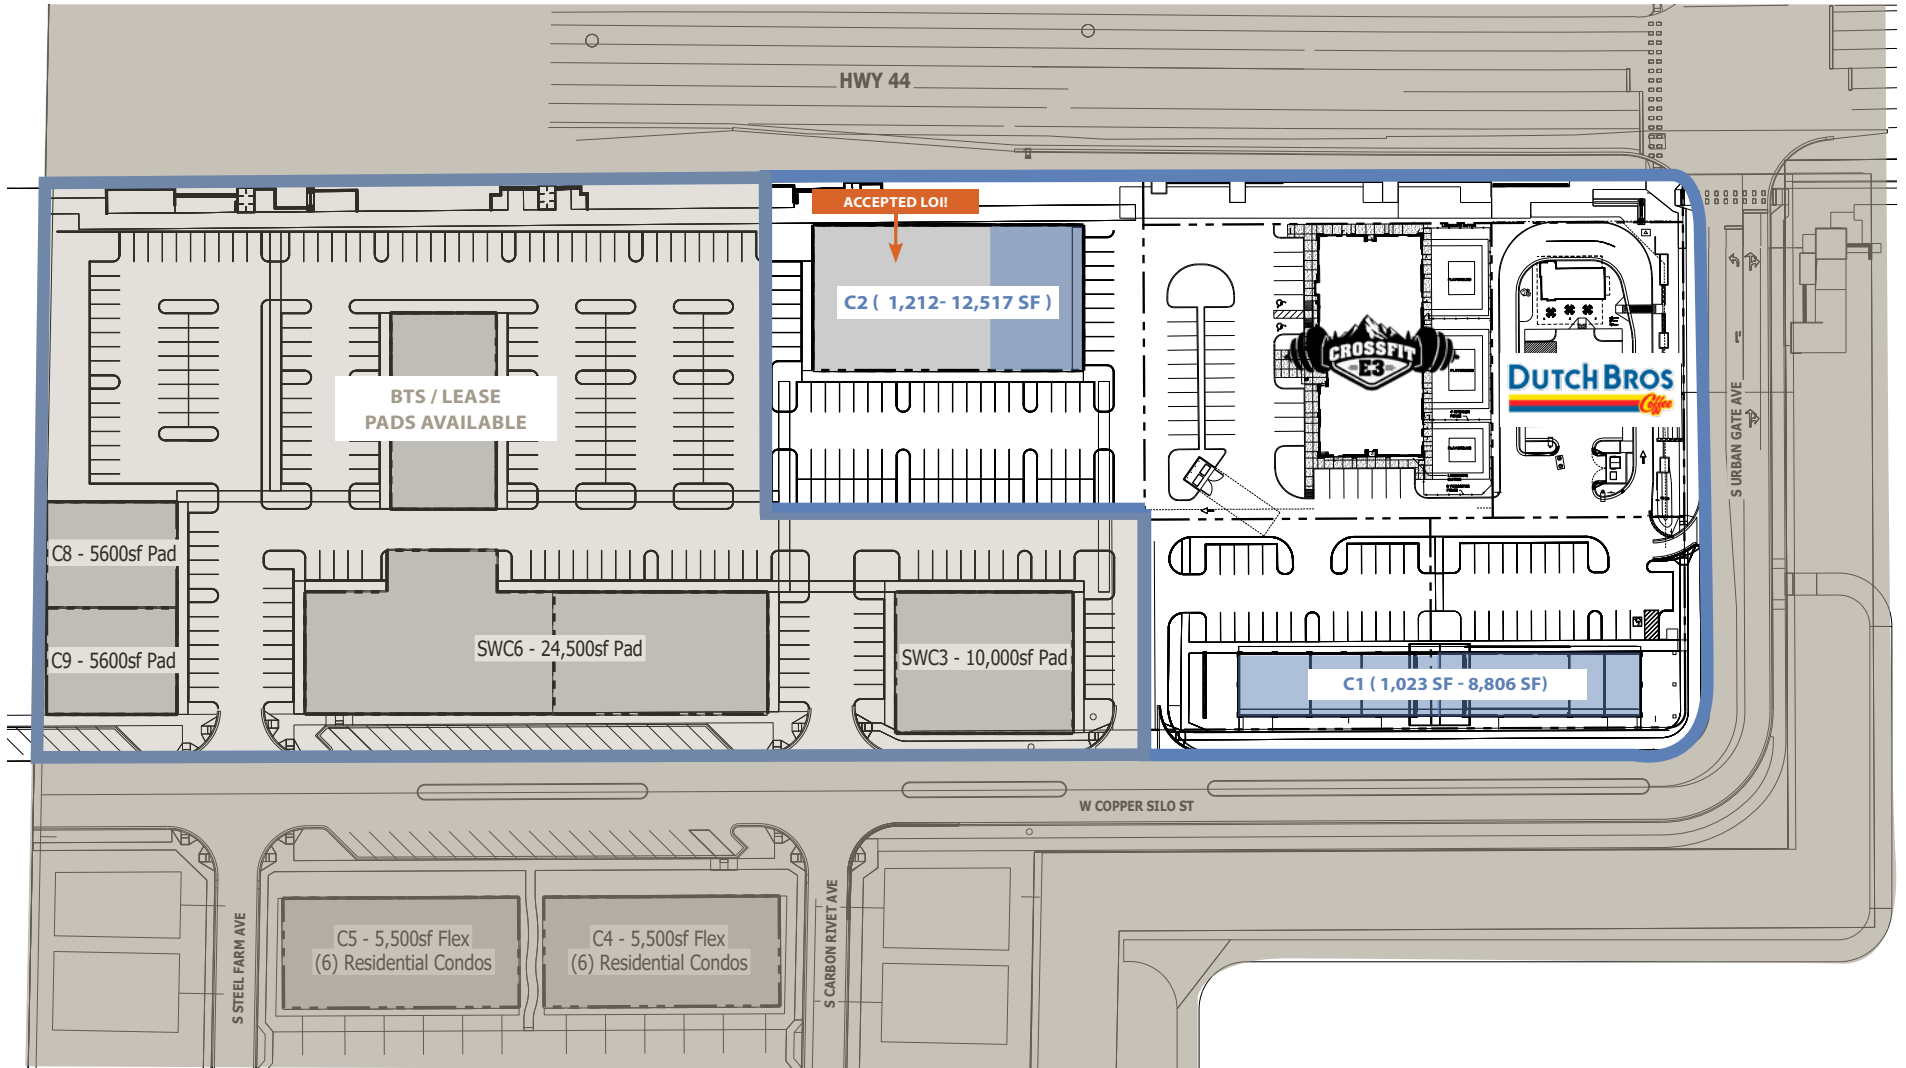 HWY 44
ACCEPTED LOI!
C2 ( 1,212- 12,517 SF )
CROSSFIT
E3
DUTCH BROS
Coffee
BTS / LEASE
PADS AVAILABLE
S URBAN GATE AVE
C8 - 5600sf Pad
C9 - 5600sf Pad
SWC6 - 24,500sf Pad
SWC3 - 10,000sf Pad
C1 ( 1,023 SF - 8,806 SF)
W COPPER SILO ST
S STEEL FARM AVE
C5 - 5,500sf Flex
(6) Residential Condos
C4 - 5,500sf Flex
(6) Residential Condos
S CARBON RIVET AVE